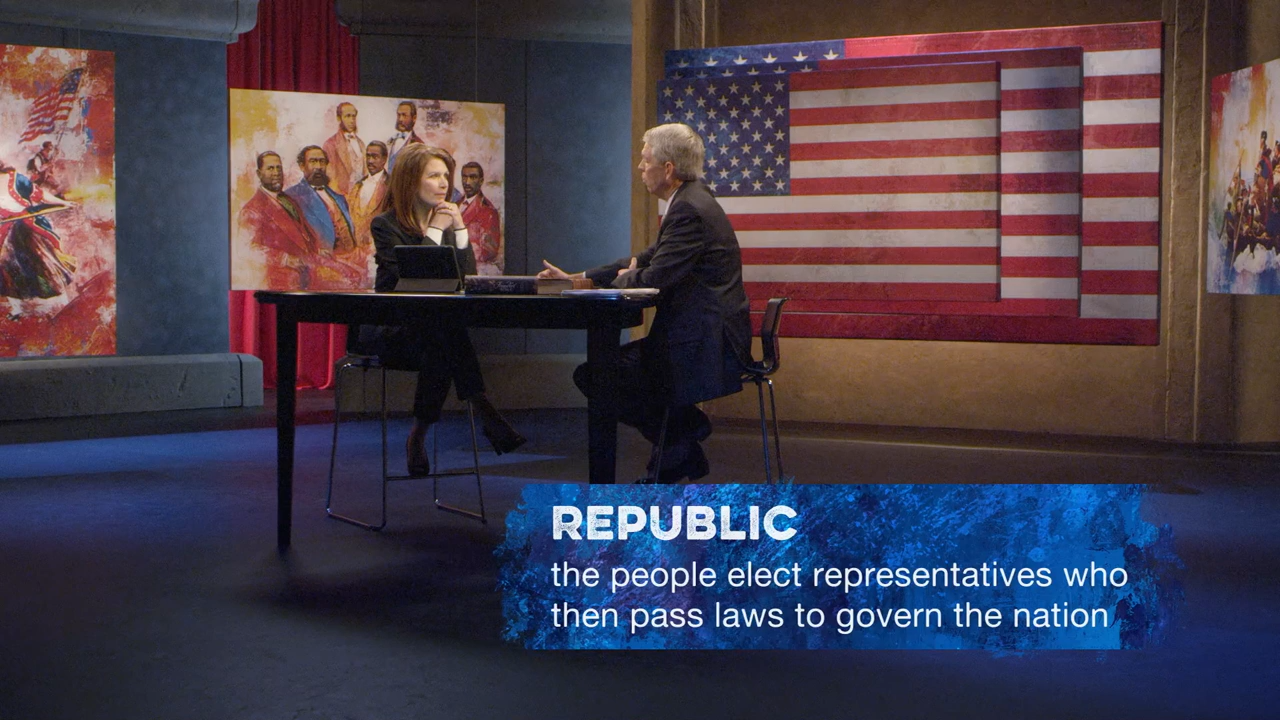 REPUBLIC
the people elect representatives who
then pass laws to govern the nation